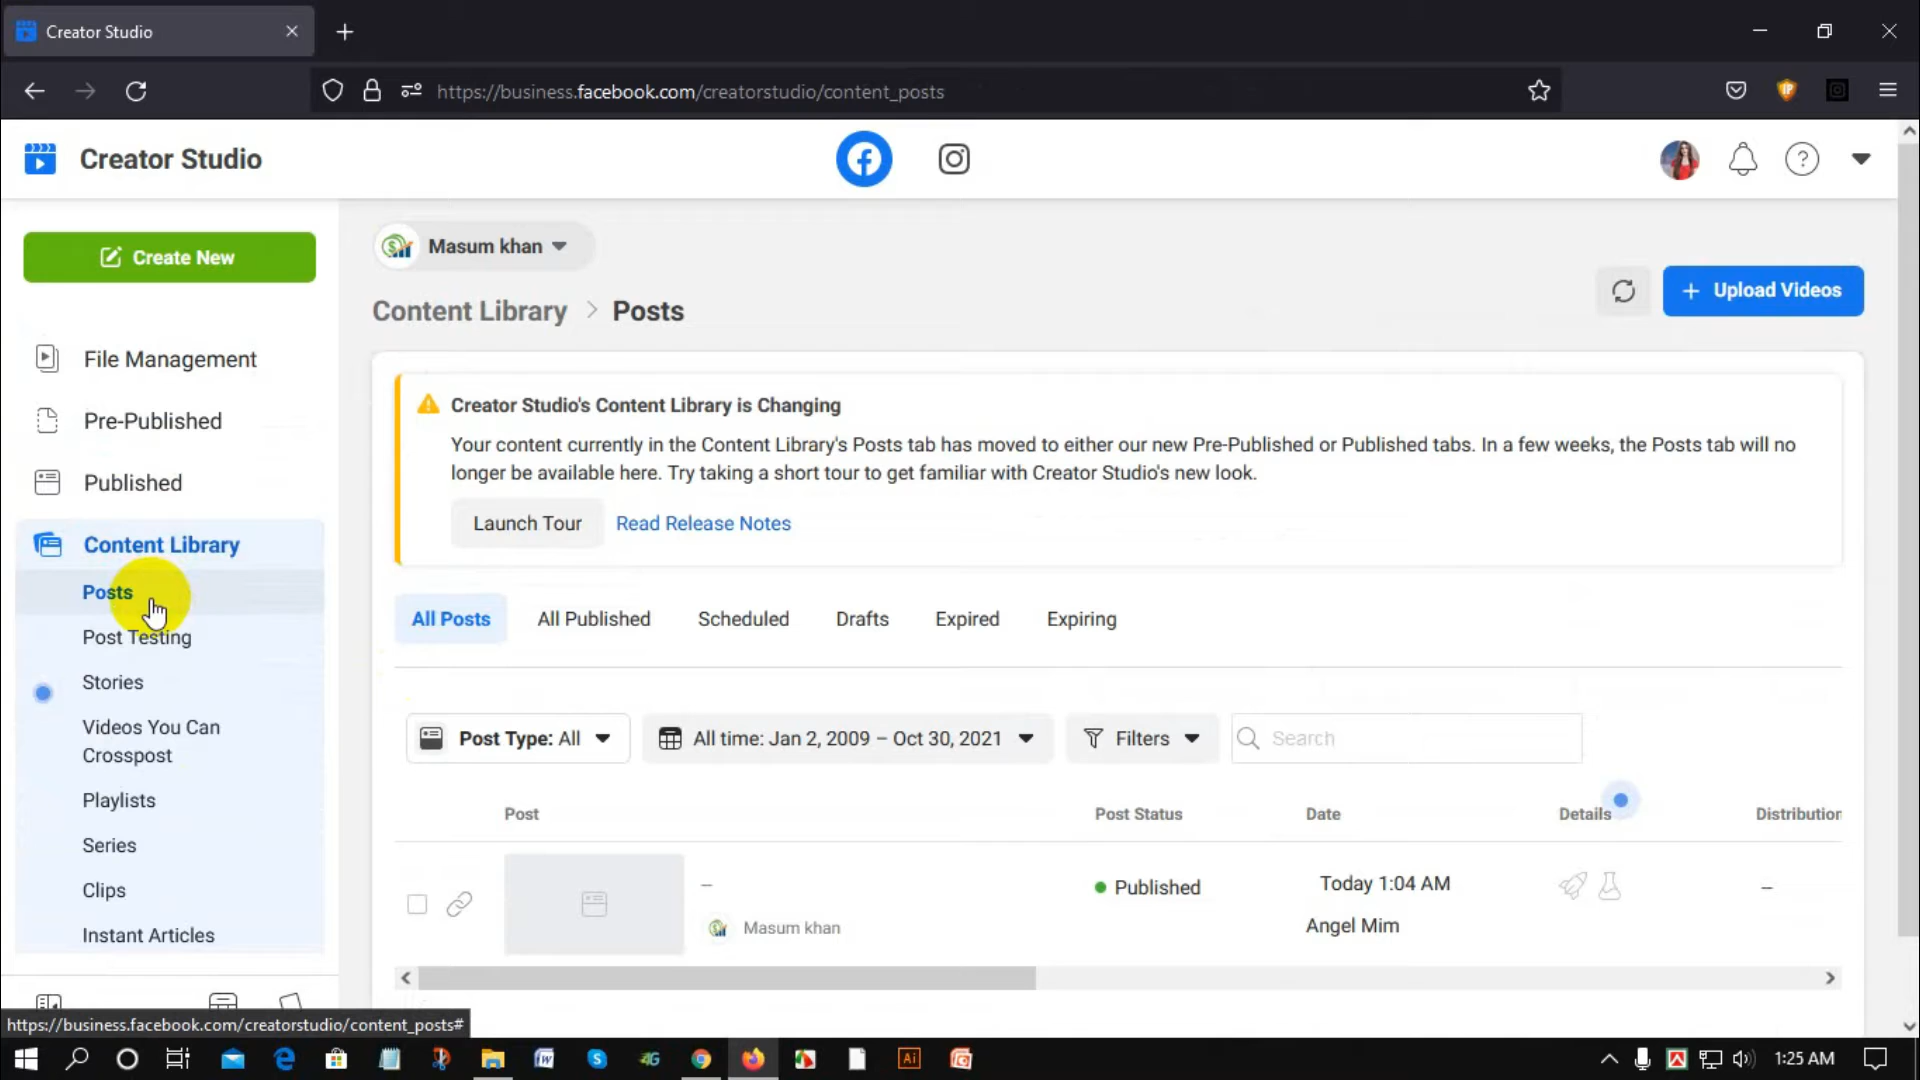 Creator Studio
https://business.facebook.com/creatorstudio/content_posts
Creator Studio
Create New
File Management
Pre-Published
Published
Content Library
Posts
Post Testing
Stories
Videos You Can
Crosspost
Playlists
Series
Clips
Instant Articles
Masum khan
Content Library > Posts
+ Upload Videos
Creator Studio's Content Library is Changing
Your content currently in the Content Library's Posts tab has moved to either our new Pre-Published or Published tabs. In a few weeks, the Posts tab will no
longer be available here. Try taking a short tour to get familiar with Creator Studio's new look.
Launch Tour Read Release Notes
All Posts All Published Scheduled Drafts Expired Expiring
Post Type: All All time: Jan 2, 2009 – Oct 30, 2021 Filters Search
Post Post Status Date Details Distribution
– Published Today 1:04 AM –
Masum khan Angel Mim
https://business.facebook.com/creatorstudio/content_posts#
1:25 AM